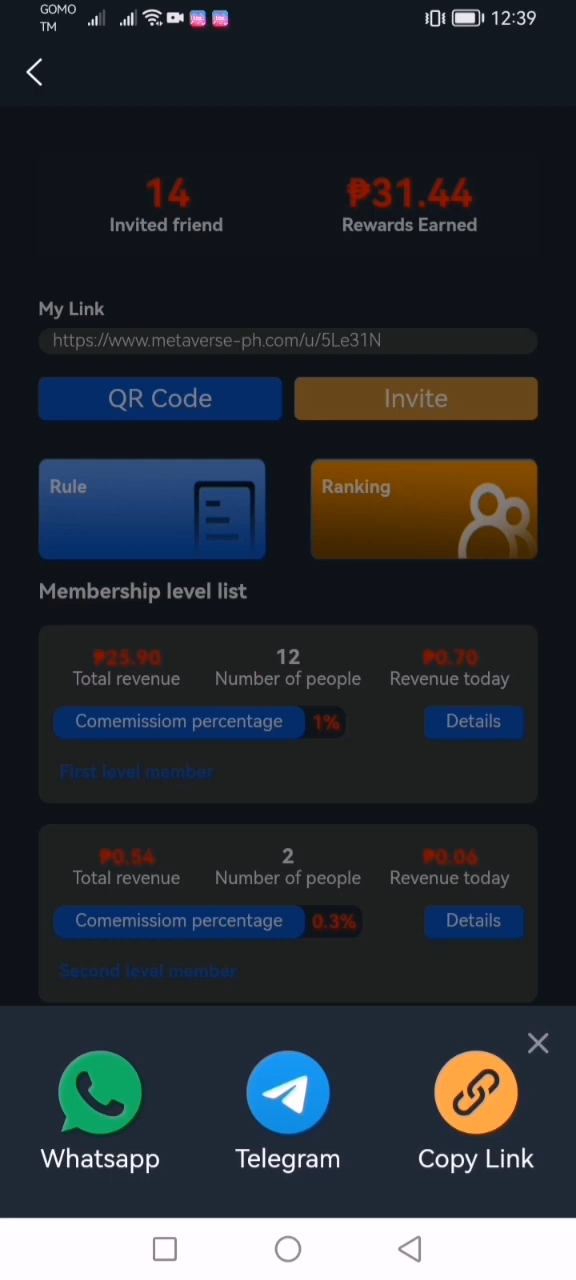 GOMO
TM
12:39
14
₱31.44
Invited friend
Rewards Earned
My Link
https://www.metaverse-ph.com/u/5Le31N
QR Code
Invite
Rule
Ranking
Membership level list
₱25.90
12
₱0.70
Total revenue
Number of people
Revenue today
Comemissiom percentage
1%
Details
First level member
₱0.54
2
₱0.06
Total revenue
Number of people
Revenue today
Comemissiom percentage
0.3%
Details
Second level member
Whatsapp
Telegram
Copy Link